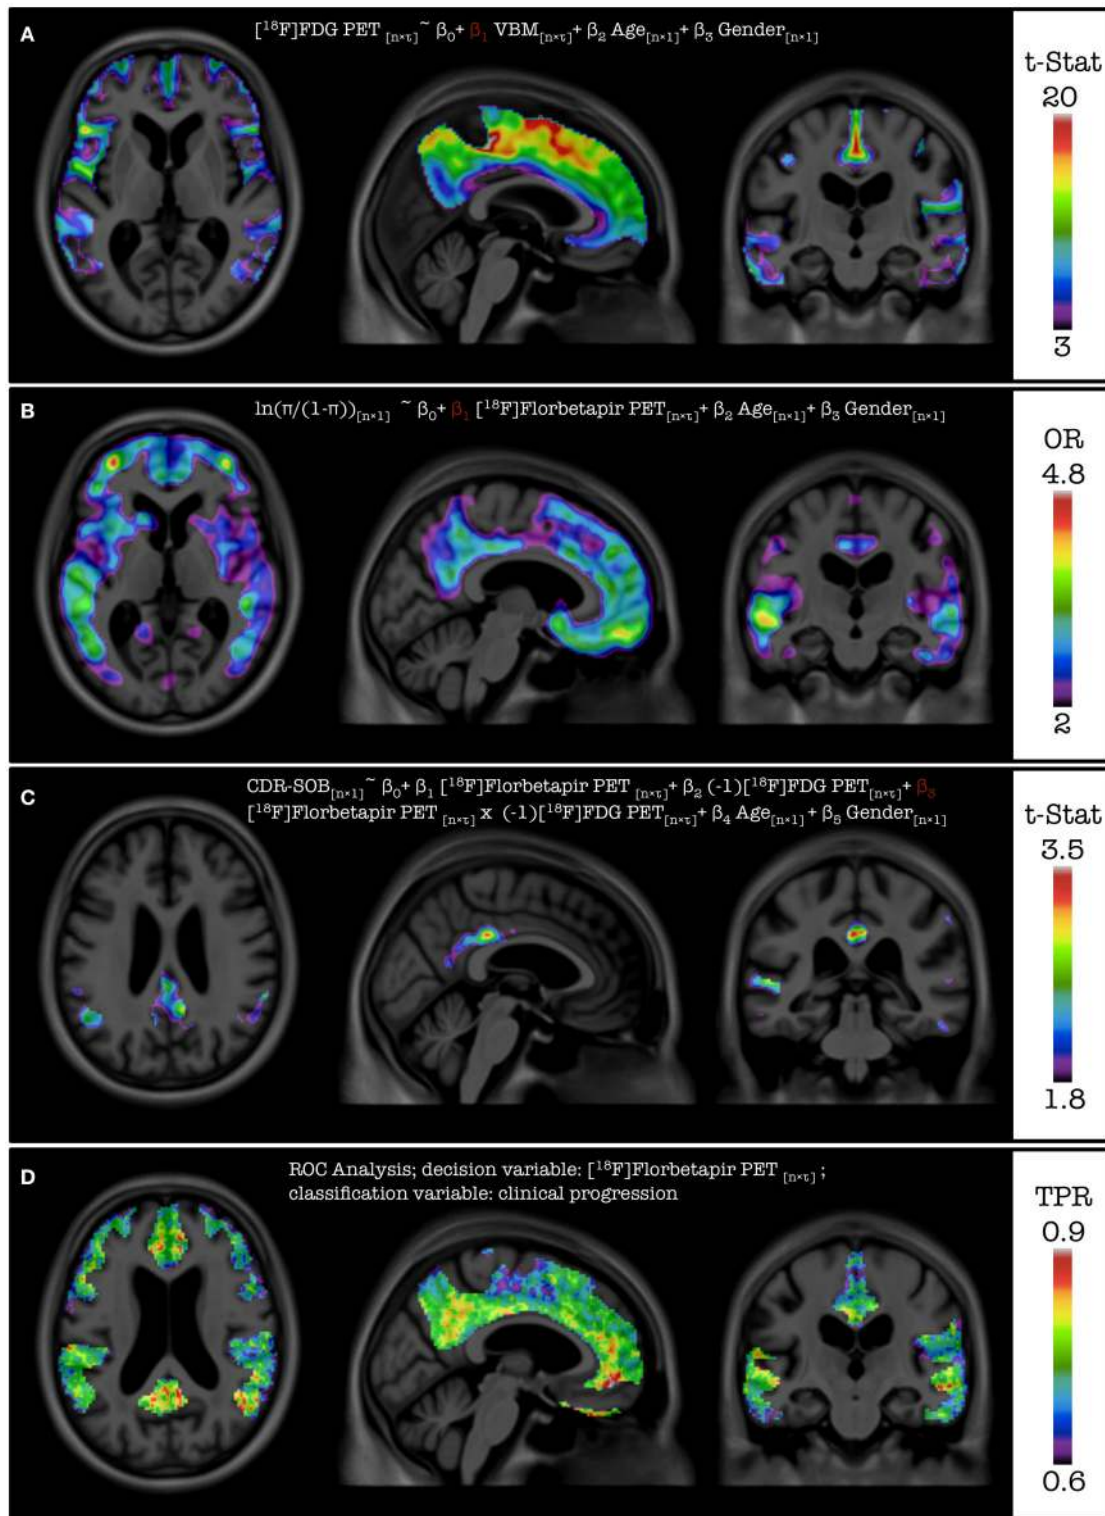 A
[¹⁸F]FDG PET [n×τ] ~ β₀+ β₁ VBM[n×τ]+ β₂ Age[n×1]+ β₃ Gender[n×1]
t-Stat
20
3
B
ln(π/(1-π))[n×1] ~ β₀+ β₁ [¹⁸F]Florbetapir PET[n×τ]+ β₂ Age[n×1]+ β₃ Gender[n×1]
OR
4.8
2
C
CDR-SOB[n×1]~ β₀+ β₁ [¹⁸F]Florbetapir PET [n×τ]+ β₂ (-1)[¹⁸F]FDG PET[n×τ]+ β₃
[¹⁸F]Florbetapir PET [n×τ] x (-1)[¹⁸F]FDG PET[n×τ]+ β₄ Age[n×1]+ β₅ Gender[n×1]
t-Stat
3.5
1.8
D
ROC Analysis; decision variable: [¹⁸F]Florbetapir PET [n×τ] ;
classification variable: clinical progression
TPR
0.9
0.6